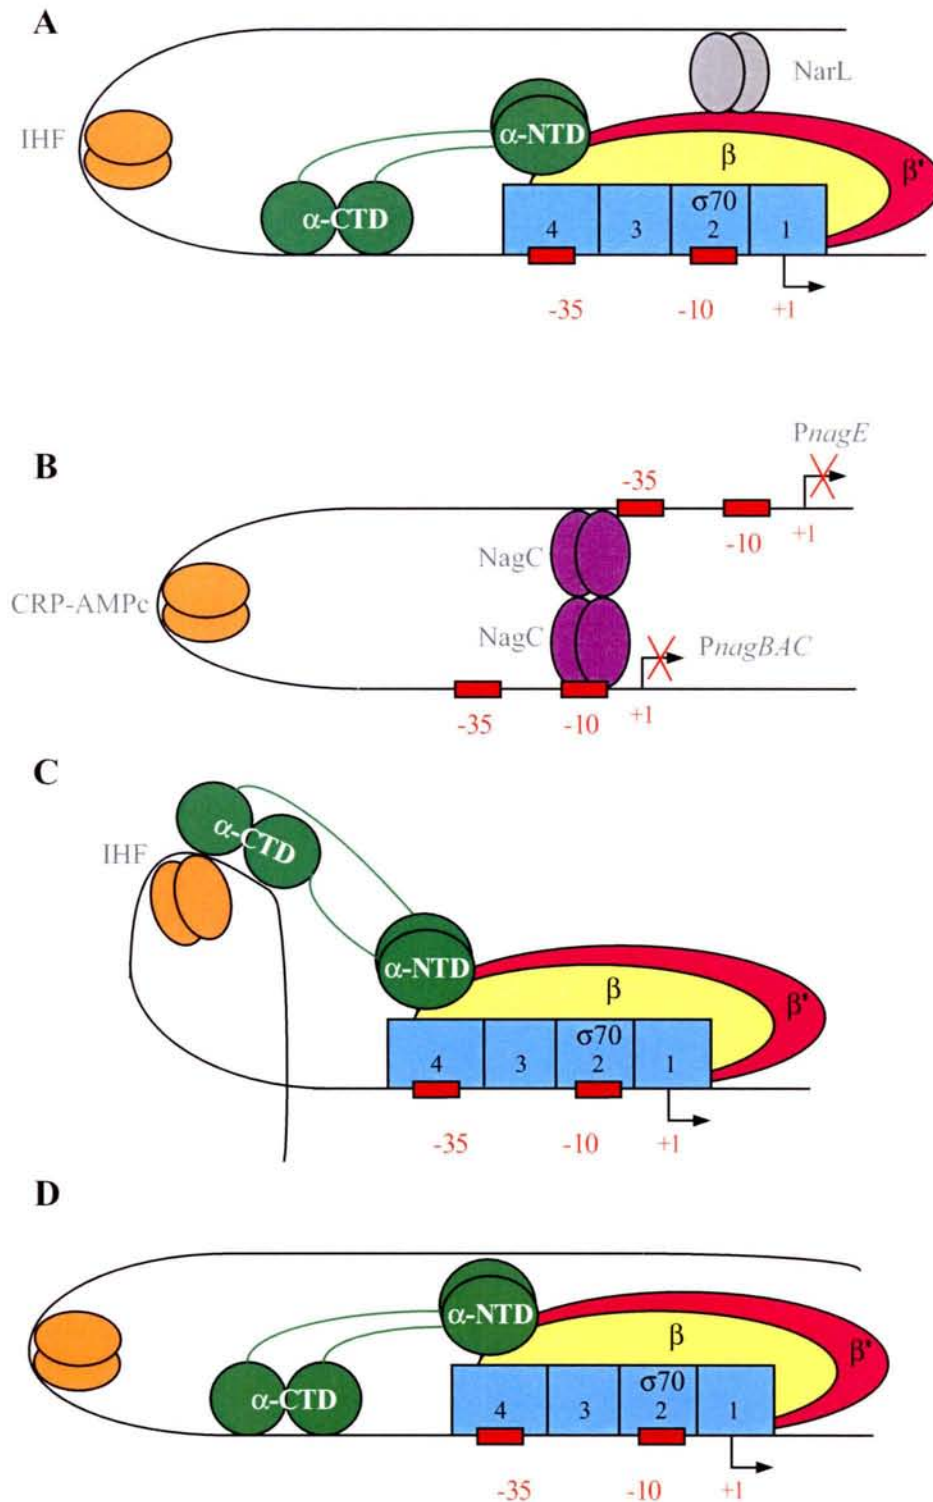 A
NarL
IHF
α-NTD
β
β'
α-CTD
σ70
4 3 2 1
-35 -10 +1
B
PnagE
-35
-10 +1
NagC
CRP-AMPc
NagC
PnagBAC
-35 -10 +1
C
α-CTD
IHF
α-NTD
β
β'
σ70
4 3 2 1
-35 -10 +1
D
α-NTD
β
β'
α-CTD
σ70
4 3 2 1
-35 -10 +1